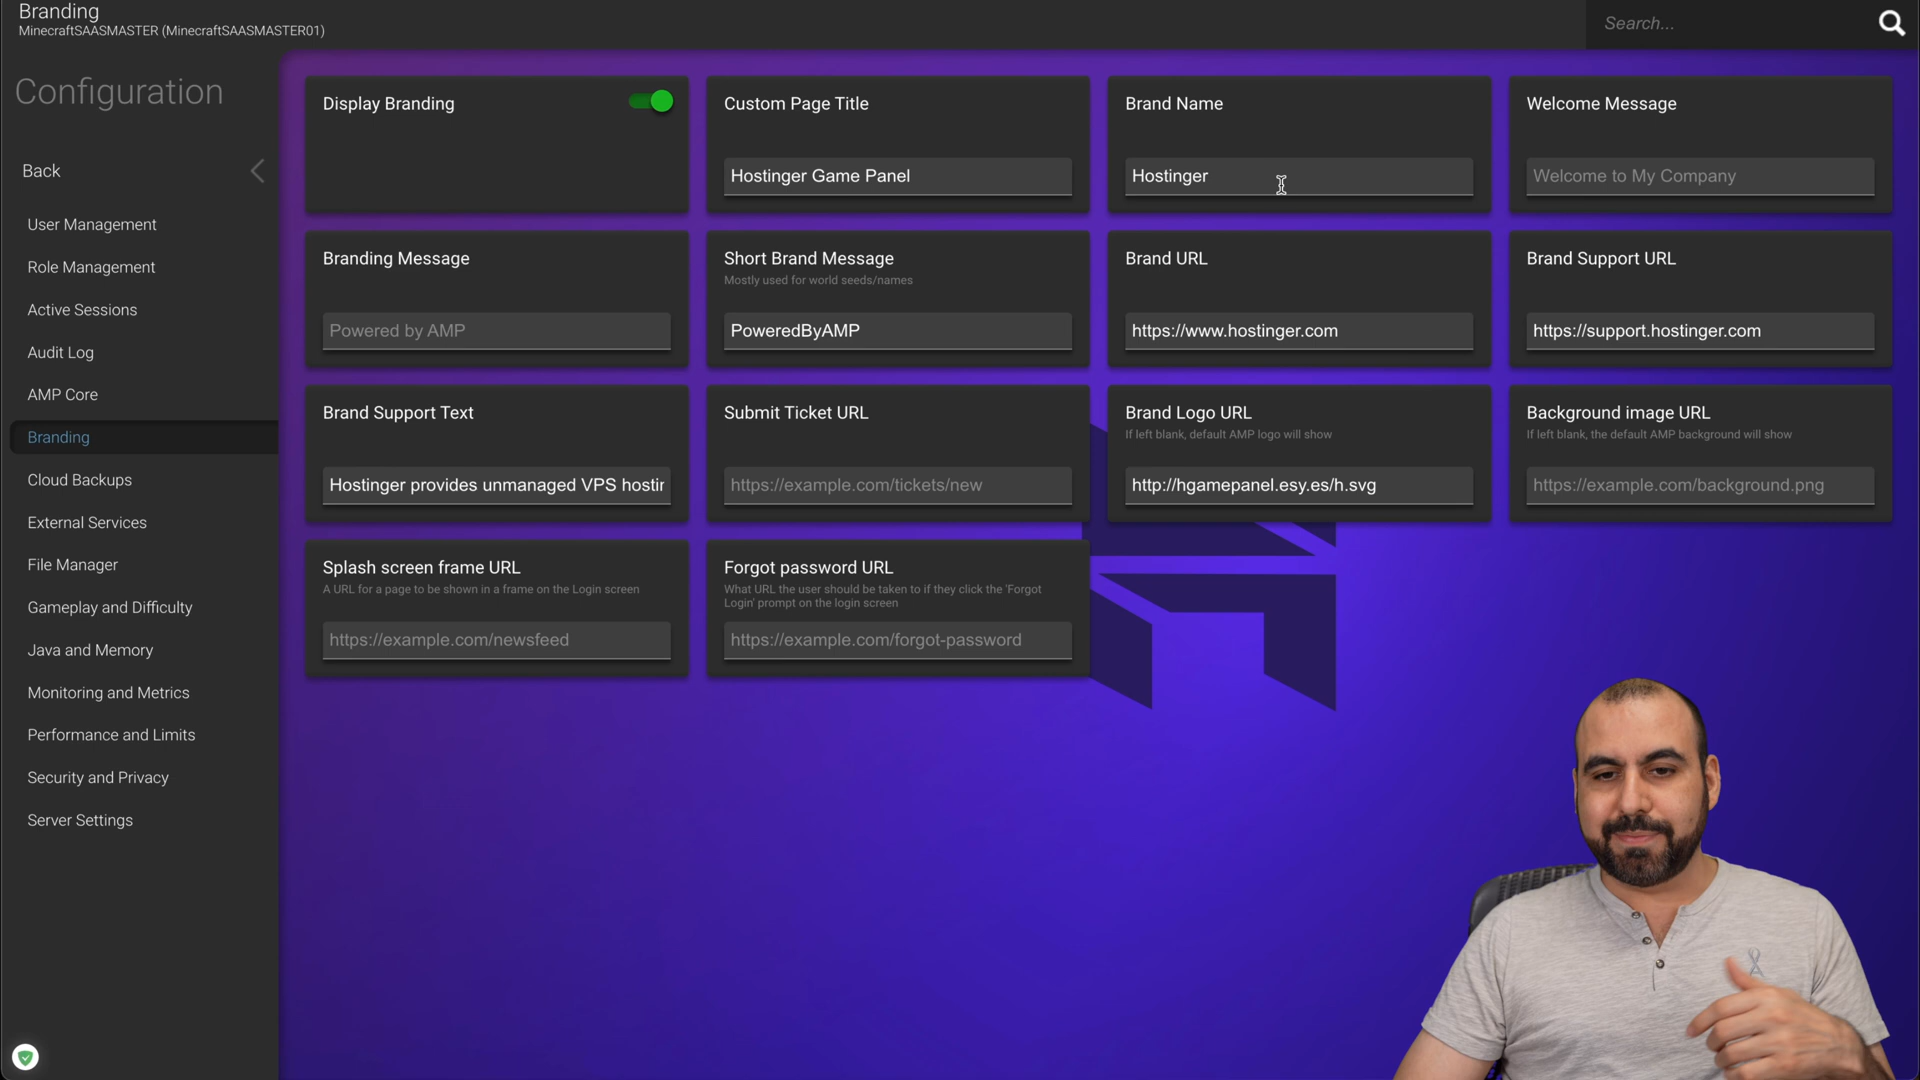 Branding
MinecraftSAASMASTER (MinecraftSAASMASTER01)
Search...
Configuration
Back
User Management
Role Management
Active Sessions
Audit Log
AMP Core
Branding
Cloud Backups
External Services
File Manager
Gameplay and Difficulty
Java and Memory
Monitoring and Metrics
Performance and Limits
Security and Privacy
Server Settings
Display Branding
Custom Page Title
Hostinger Game Panel
Brand Name
Hostinger
Welcome Message
Welcome to My Company
Branding Message
Powered by AMP
Short Brand Message
Mostly used for world seeds/names
PoweredByAMP
Brand URL
https://www.hostinger.com
Brand Support URL
https://support.hostinger.com
Brand Support Text
Hostinger provides unmanaged VPS hostin
Submit Ticket URL
https://example.com/tickets/new
Brand Logo URL
If left blank, default AMP logo will show
http://hgamepanel.esy.es/h.svg
Background image URL
If left blank, the default AMP background will show
https://example.com/background.png
Splash screen frame URL
A URL for a page to be shown in a frame on the Login screen
https://example.com/newsfeed
Forgot password URL
What URL the user should be taken to if they click the 'Forgot
Login' prompt on the login screen
https://example.com/forgot-password